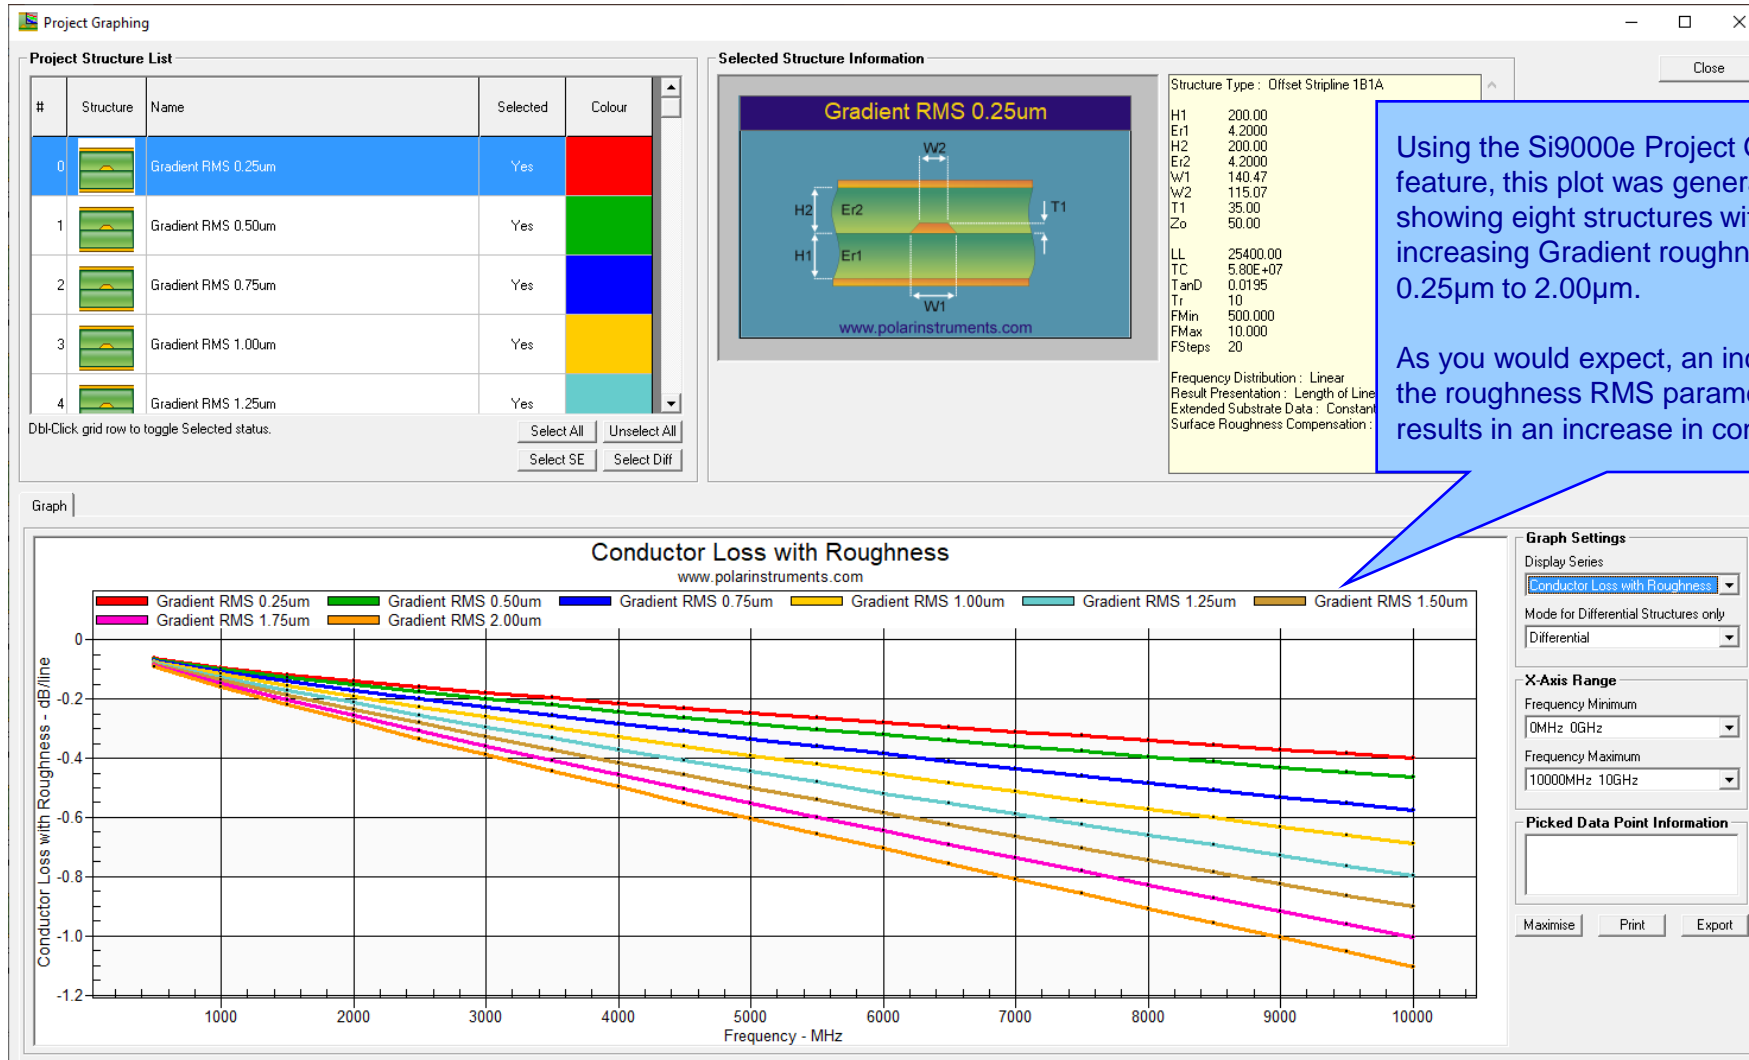 Project Graphing
Project Structure List
# Structure Name Selected Colour
0 Gradient RMS 0.25um Yes
1 Gradient RMS 0.50um Yes
2 Gradient RMS 0.75um Yes
3 Gradient RMS 1.00um Yes
4 Gradient RMS 1.25um Yes
Dbl-Click grid row to toggle Selected status.
Select All Unselect All
Select SE Select Diff
Selected Structure Information
Gradient RMS 0.25um
W2
H2 Er2 T1
H1 Er1
W1
www.polarinstruments.com
Structure Type : Offset Stripline 1B1A
H1 200.00
Er1 4.2000
H2 200.00
Er2 4.2000
W1 140.47
W2 115.07
T1 35.00
Zo 50.00
LL 25400.00
TC 5.80E+07
TanD 0.0195
Tr 10
FMin 500.000
FMax 10.000
FSteps 20
Frequency Distribution : Linear
Result Presentation : Length of Line
Extended Substrate Data : Constant
Surface Roughness Compensation :
Close
Using the Si9000e Project
feature, this plot was
showing eight structures
increasing Gradient
0.25µm to 2.00µm.
As you would expect, an
the roughness RMS
results in an increase in
Graph
Conductor Loss with Roughness
www.polarinstruments.com
Gradient RMS 0.25um Gradient RMS 0.50um Gradient RMS 0.75um Gradient RMS 1.00um Gradient RMS 1.25um Gradient RMS 1.50um
Gradient RMS 1.75um Gradient RMS 2.00um
Conductor Loss with Roughness - dB/line
0
-0.2
-0.4
-0.6
-0.8
-1.0
-1.2
1000 2000 3000 4000 5000 6000 7000 8000 9000 10000
Frequency - MHz
Graph Settings
Display Series
Conductor Loss with Roughness
Mode for Differential Structures only
Differential
X-Axis Range
Frequency Minimum
0MHz 0GHz
Frequency Maximum
10000MHz 10GHz
Picked Data Point Information
Maximise Print Export